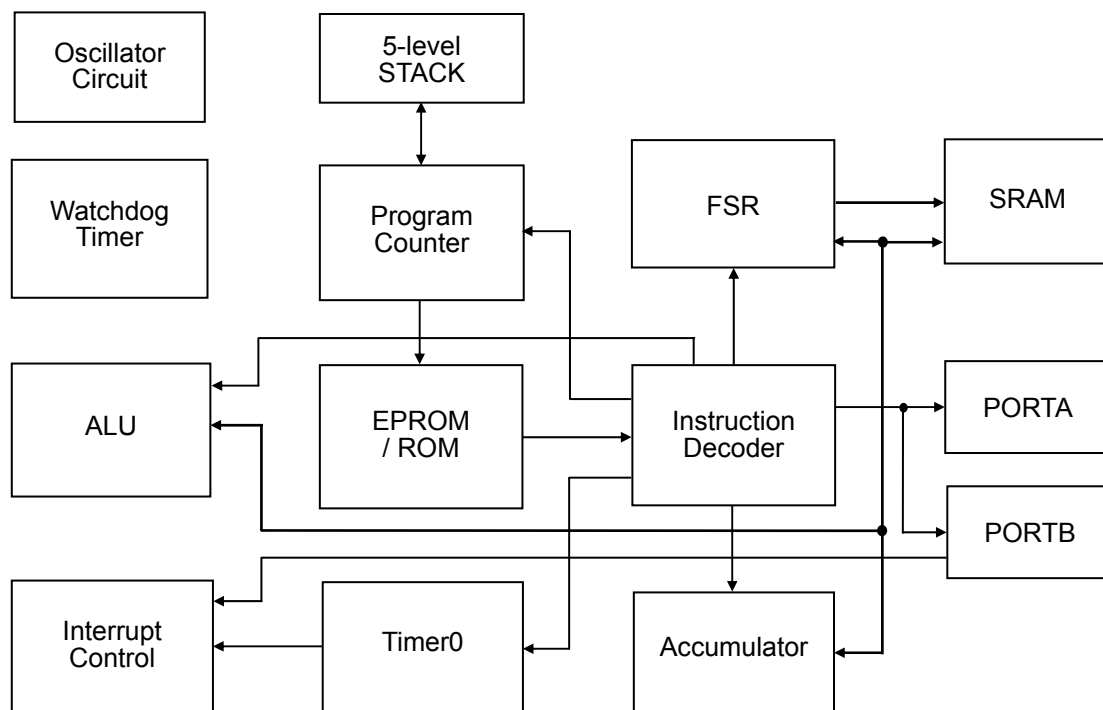 Oscillator
Circuit
5-level
STACK
Watchdog
Timer
Program
Counter
FSR
SRAM
ALU
EPROM
/ ROM
Instruction
Decoder
PORTA
PORTB
Interrupt
Control
Timer0
Accumulator